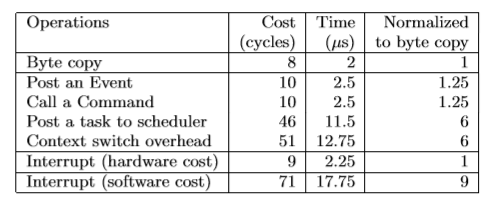 Operations Cost Time Normalized
(cycles) (μs) to byte copy
Byte copy 8 2 1
Post an Event 10 2.5 1.25
Call a Command 10 2.5 1.25
Post a task to scheduler 46 11.5 6
Context switch overhead 51 12.75 6
Interrupt (hardware cost) 9 2.25 1
Interrupt (software cost) 71 17.75 9